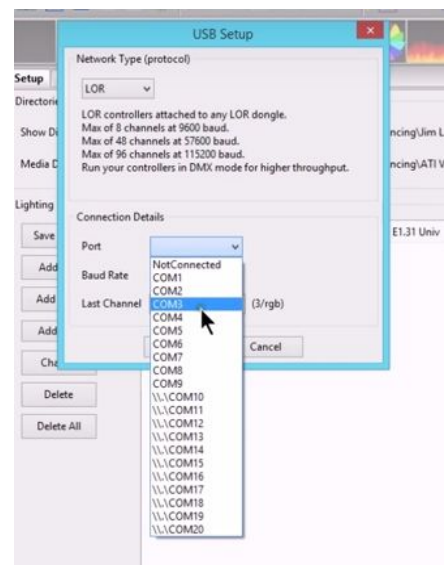 USB Setup
Network Type (protocol)
LOR
LOR controllers attached to any LOR dongle.
Max of 8 channels at 9600 baud.
Max of 48 channels at 57600 baud.
Max of 96 channels at 115200 baud.
Run your controllers in DMX mode for higher throughput.
Connection Details
Port
Baud Rate
Last Channel
(3/rgb)
Cancel
NotConnected
COM1
COM2
COM3
COM4
COM5
COM6
COM7
COM8
COM9
\\.\COM10
\\.\COM11
\\.\COM12
\\.\COM13
\\.\COM14
\\.\COM15
\\.\COM16
\\.\COM17
\\.\COM18
\\.\COM19
\\.\COM20
Setup
Directorie
Show Di
ncing\Jim L
Media D
ncing\ATI V
Lighting
Save
E1.31 Univ
Add
Add
Add
Cha
Delete
Delete All